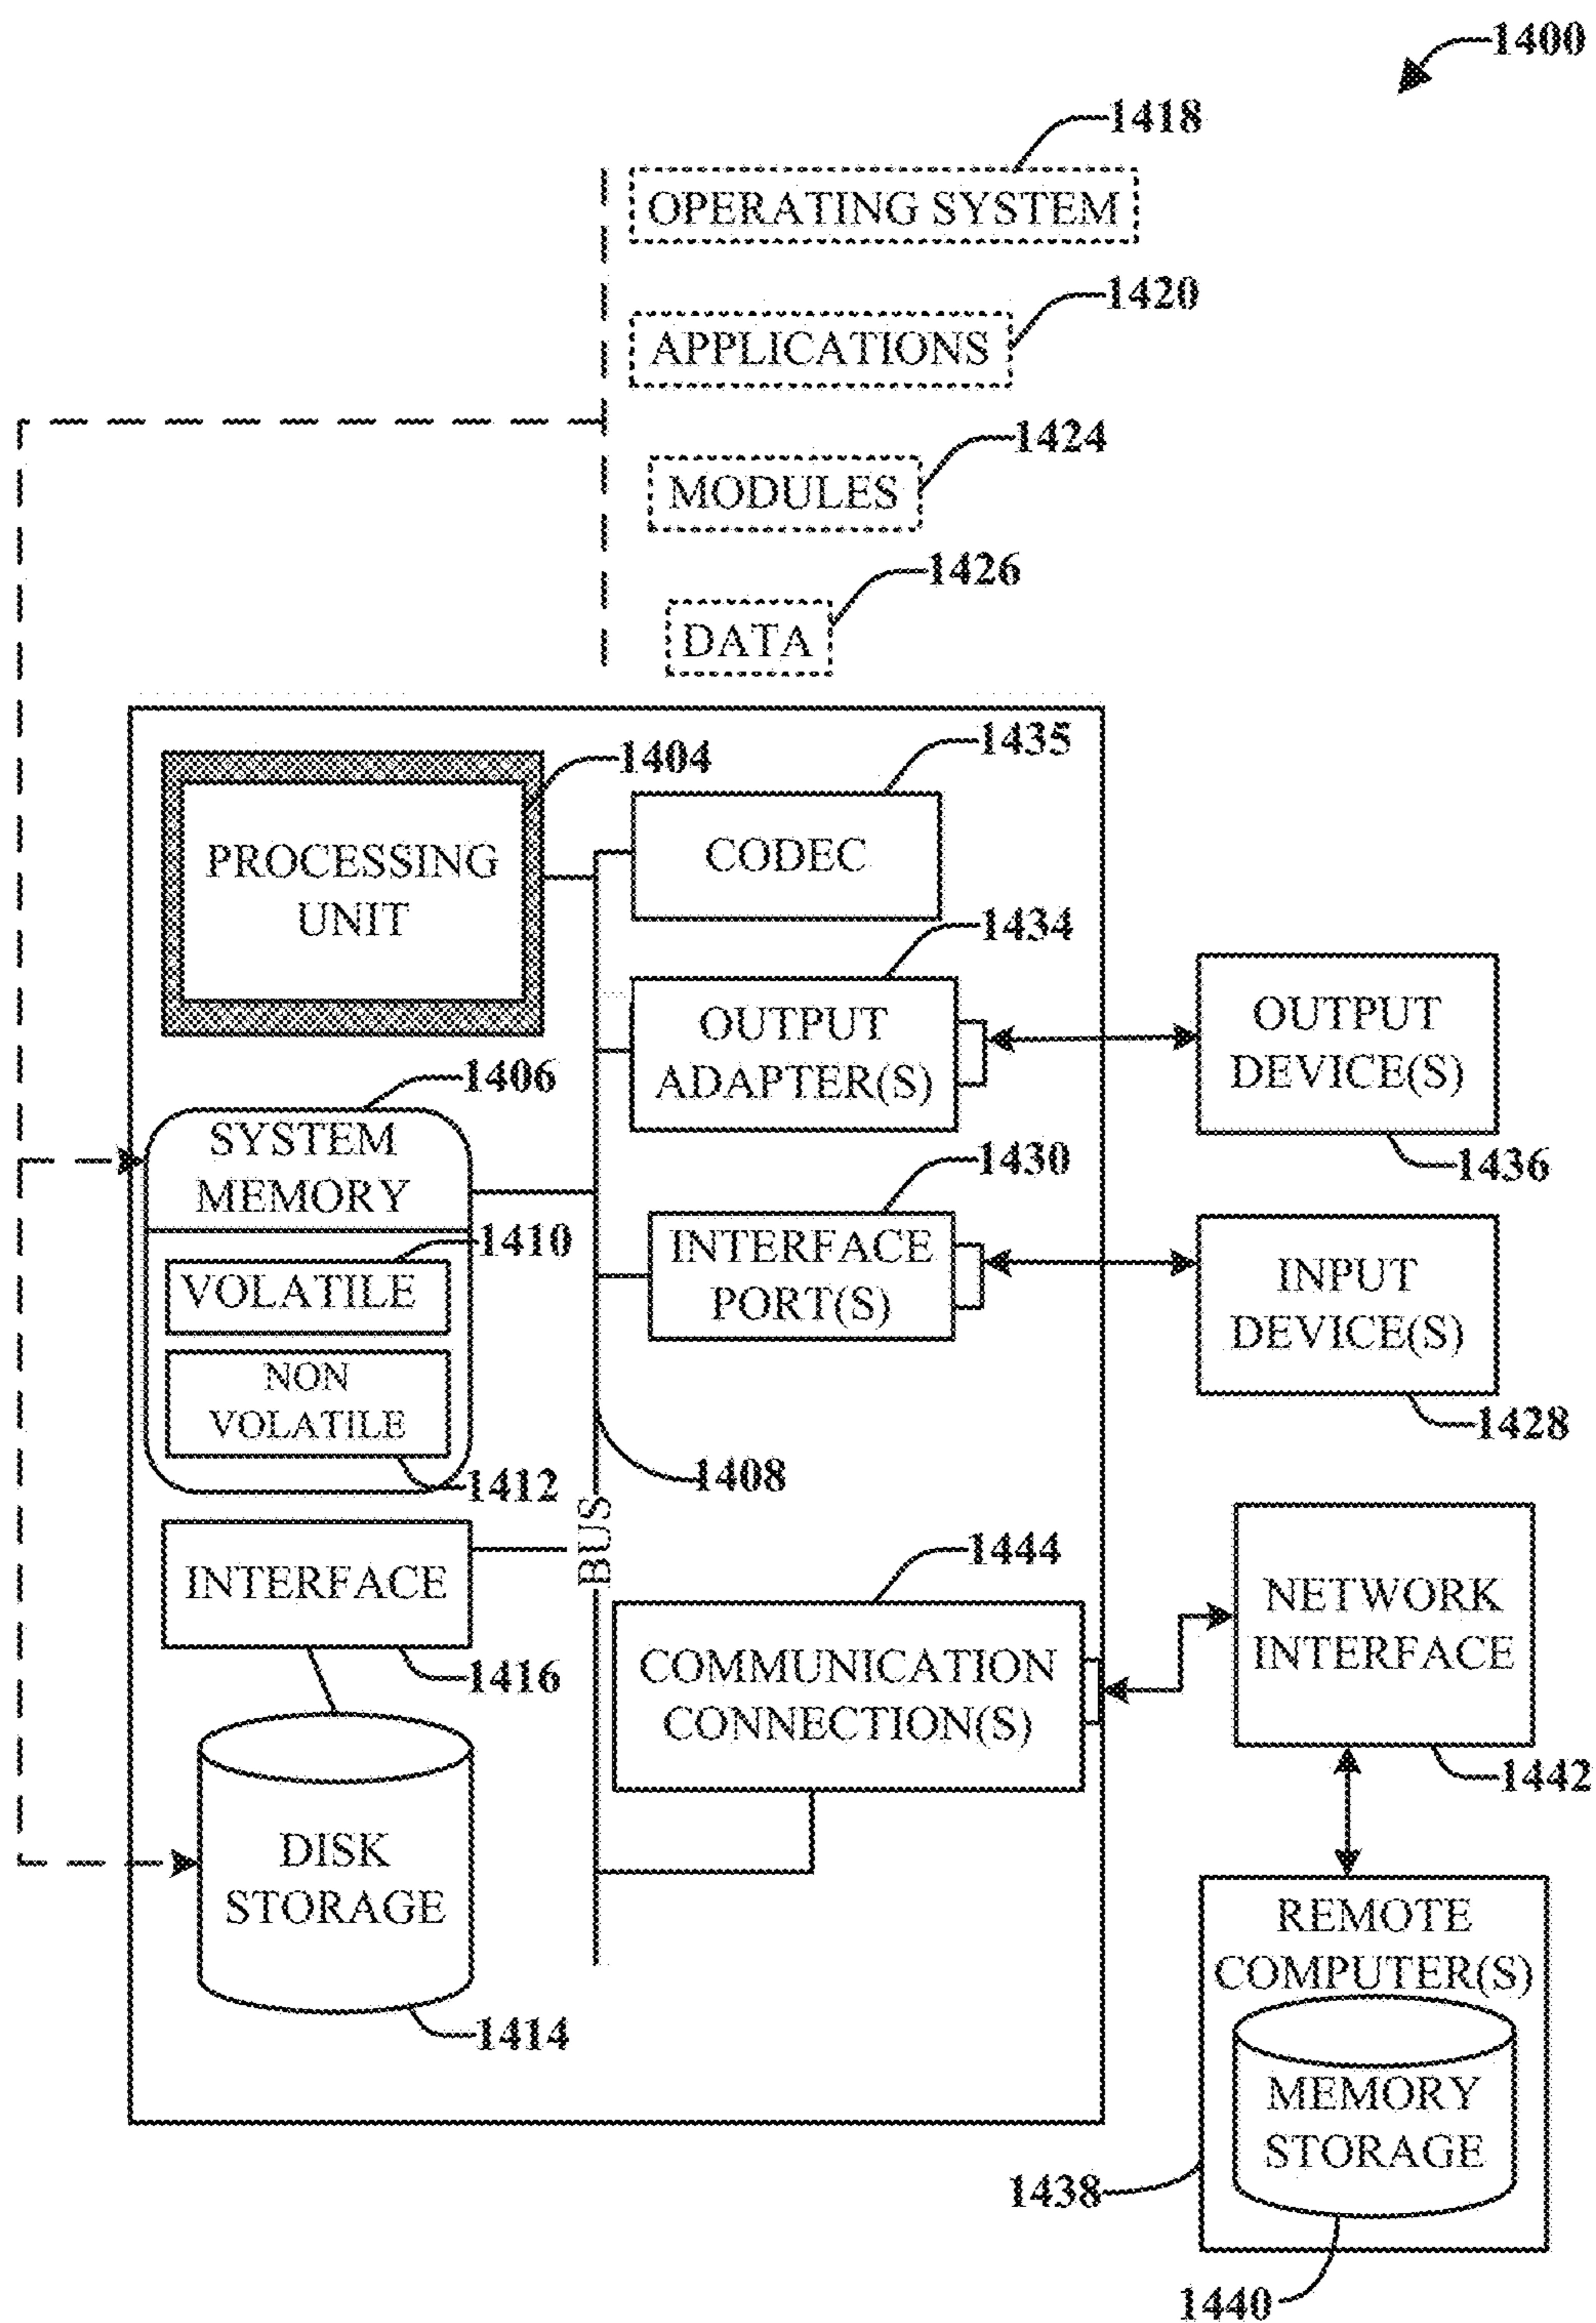 1400
1418
OPERATING SYSTEM
1420
APPLICATIONS
1424
MODULES
1426
DATA
1404
PROCESSING
UNIT
1435
CODEC
1434
OUTPUT
ADAPTER(S)
OUTPUT
DEVICE(S)
1436
1406
SYSTEM
MEMORY
1410
VOLATILE
NON
VOLATILE
1412
1430
INTERFACE
PORT(S)
INPUT
DEVICE(S)
1428
1408
BUS
INTERFACE
1416
1444
COMMUNICATION
CONNECTION(S)
NETWORK
INTERFACE
1442
DISK
STORAGE
1414
REMOTE
COMPUTER(S)
MEMORY
STORAGE
1438
1440